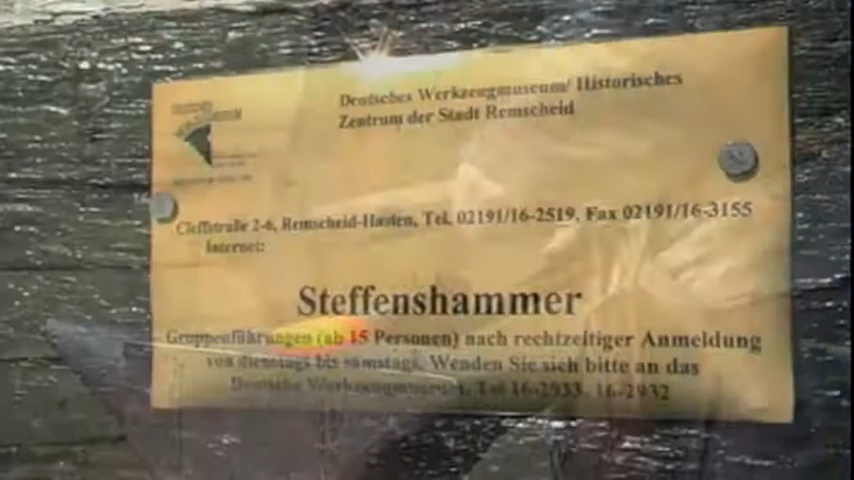 Deutsches Werkzeugmuseum/ Historisches
Zentrum der Stadt Remscheid
Cleffstraße 2-6, Remscheid-Hasten, Tel. 02191/16-2519, Fax 02191/16-3155
Internet:
Steffenshammer
Gruppenführungen (ab 15 Personen) nach rechtzeitiger Anmeldung
von dienstags bis samstags. Wenden Sie sich bitte an das
Deutsche Werkzeugmuseum, Tel 16-2933, 16-2932